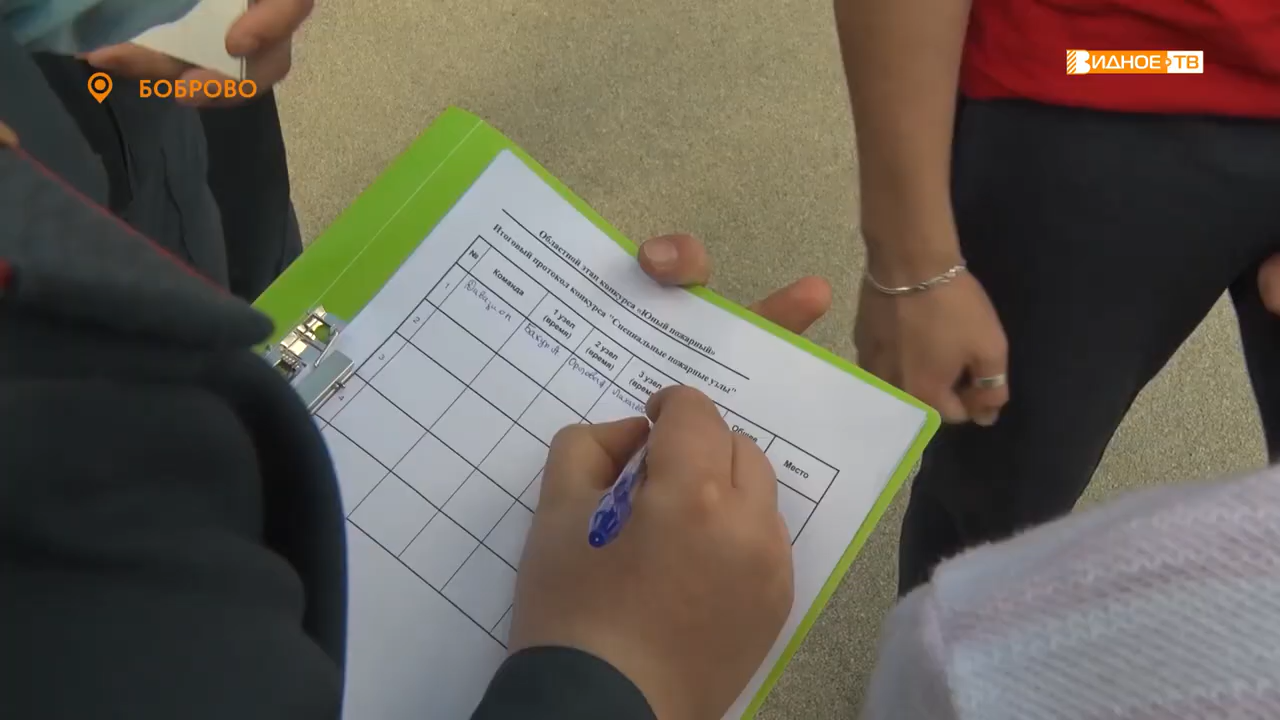 БОБРОВО
ВИДНОЕ ТВ
Областной этап конкурса «Юный пожарный»
Итоговый протокол конкурса "Специальные пожарные узлы"
№
Команда
1 узел
(время)
2 узел
(время)
3 узел
(время
Общее
Место
1
2
3
4